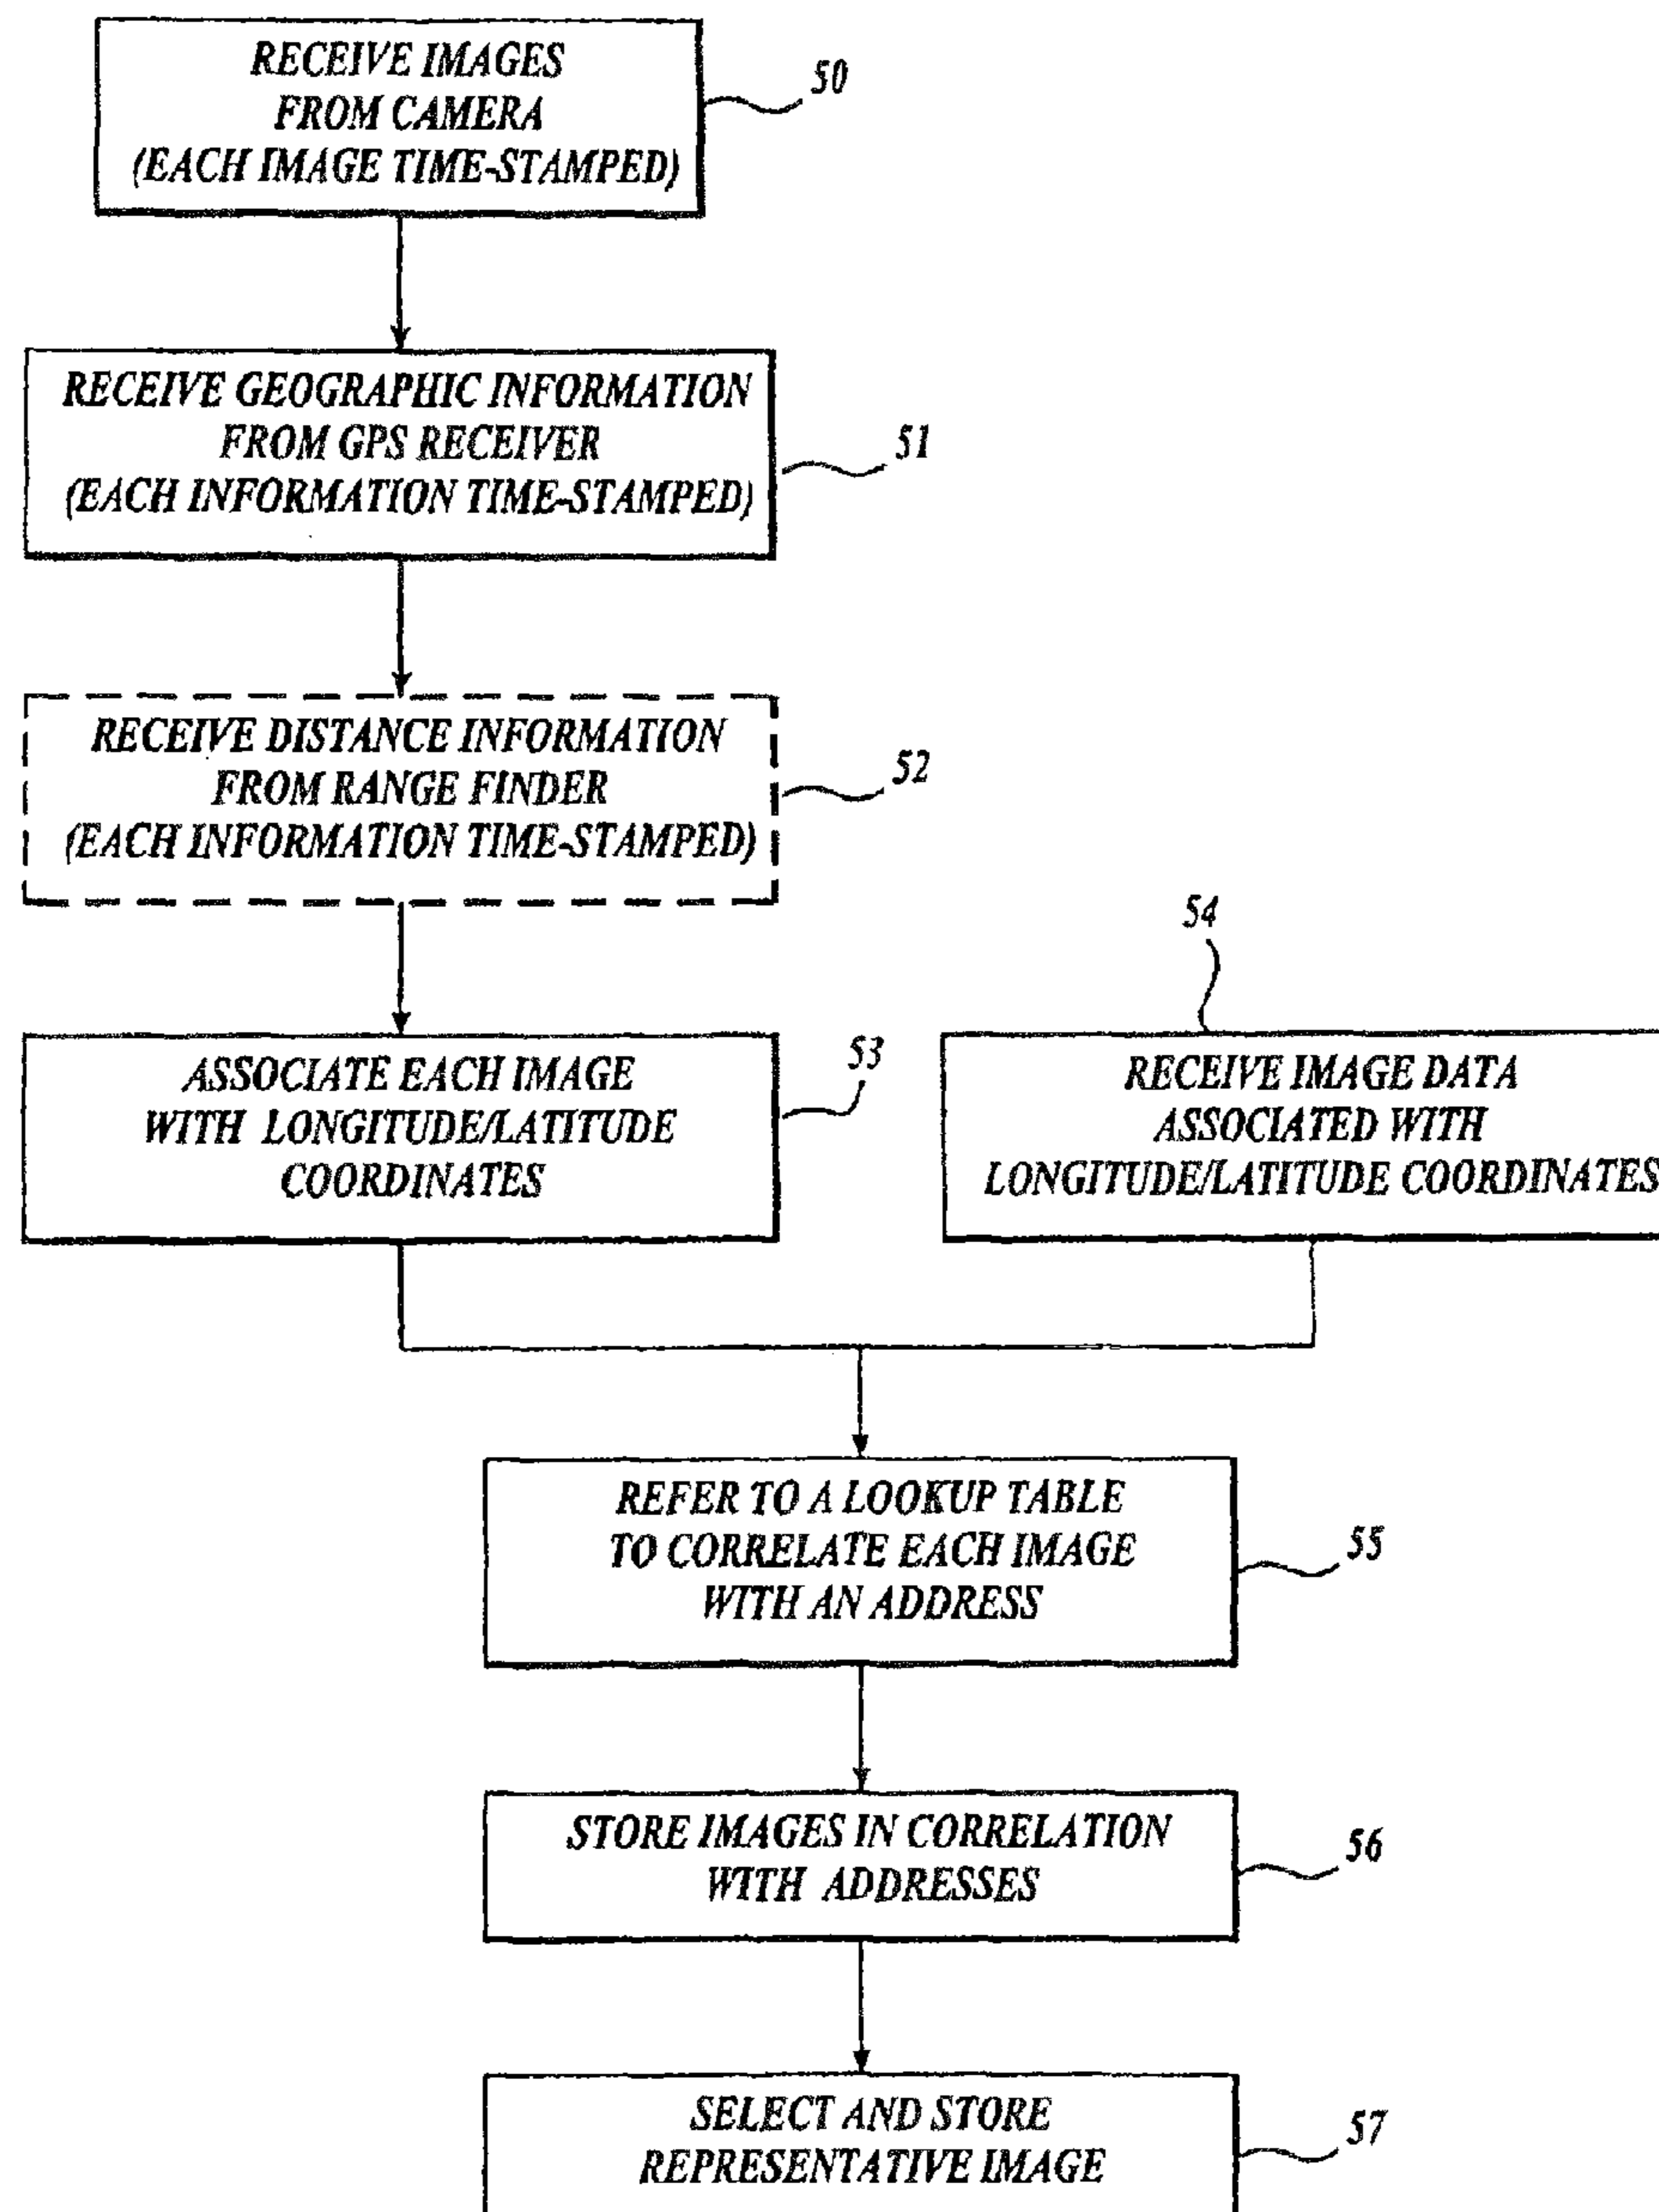 RECEIVE IMAGES
FROM CAMERA
(EACH IMAGE TIME-STAMPED)
50
RECEIVE GEOGRAPHIC INFORMATION
FROM GPS RECEIVER
(EACH INFORMATION TIME-STAMPED)
51
RECEIVE DISTANCE INFORMATION
FROM RANGE FINDER
(EACH INFORMATION TIME-STAMPED)
52
ASSOCIATE EACH IMAGE
WITH LONGITUDE/LATITUDE
COORDINATES
53
54
RECEIVE IMAGE DATA
ASSOCIATED WITH
LONGITUDE/LATITUDE COORDINATES
REFER TO A LOOKUP TABLE
TO CORRELATE EACH IMAGE
WITH AN ADDRESS
55
STORE IMAGES IN CORRELATION
WITH ADDRESSES
56
SELECT AND STORE
REPRESENTATIVE IMAGE
57